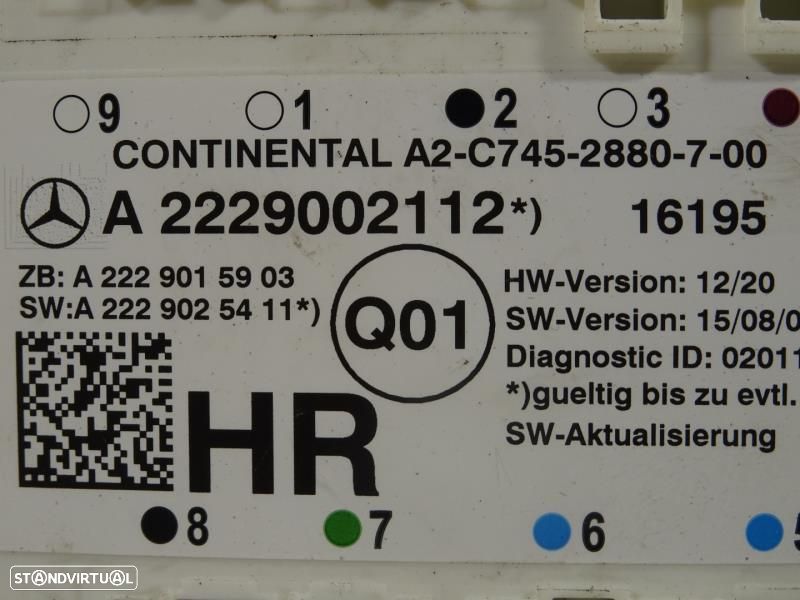 9 1 2 3
CONTINENTAL A2-C745-2880-7-00
A 2229002112*) 16195
ZB: A 222 901 59 03
SW:A 222 902 54 11*)
Q01
HW-Version: 12/20
SW-Version: 15/08/0
Diagnostic ID: 02011
*)gueltig bis zu evtl.
SW-Aktualisierung
HR
8 7 6 5
STANDVIRTUAL